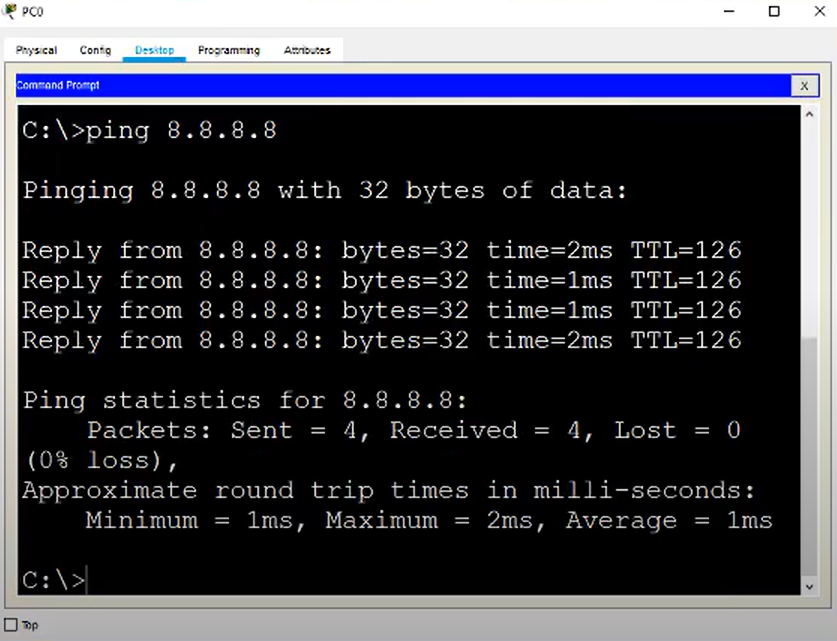 PC0
Physical Config Desktop Programming Attributes
Command Prompt
X
C:\>ping 8.8.8.8
Pinging 8.8.8.8 with 32 bytes of data:
Reply from 8.8.8.8: bytes=32 time=2ms TTL=126
Reply from 8.8.8.8: bytes=32 time=1ms TTL=126
Reply from 8.8.8.8: bytes=32 time=1ms TTL=126
Reply from 8.8.8.8: bytes=32 time=2ms TTL=126
Ping statistics for 8.8.8.8:
Packets: Sent = 4, Received = 4, Lost = 0
(0% loss),
Approximate round trip times in milli-seconds:
Minimum = 1ms, Maximum = 2ms, Average = 1ms
C:\>
Top